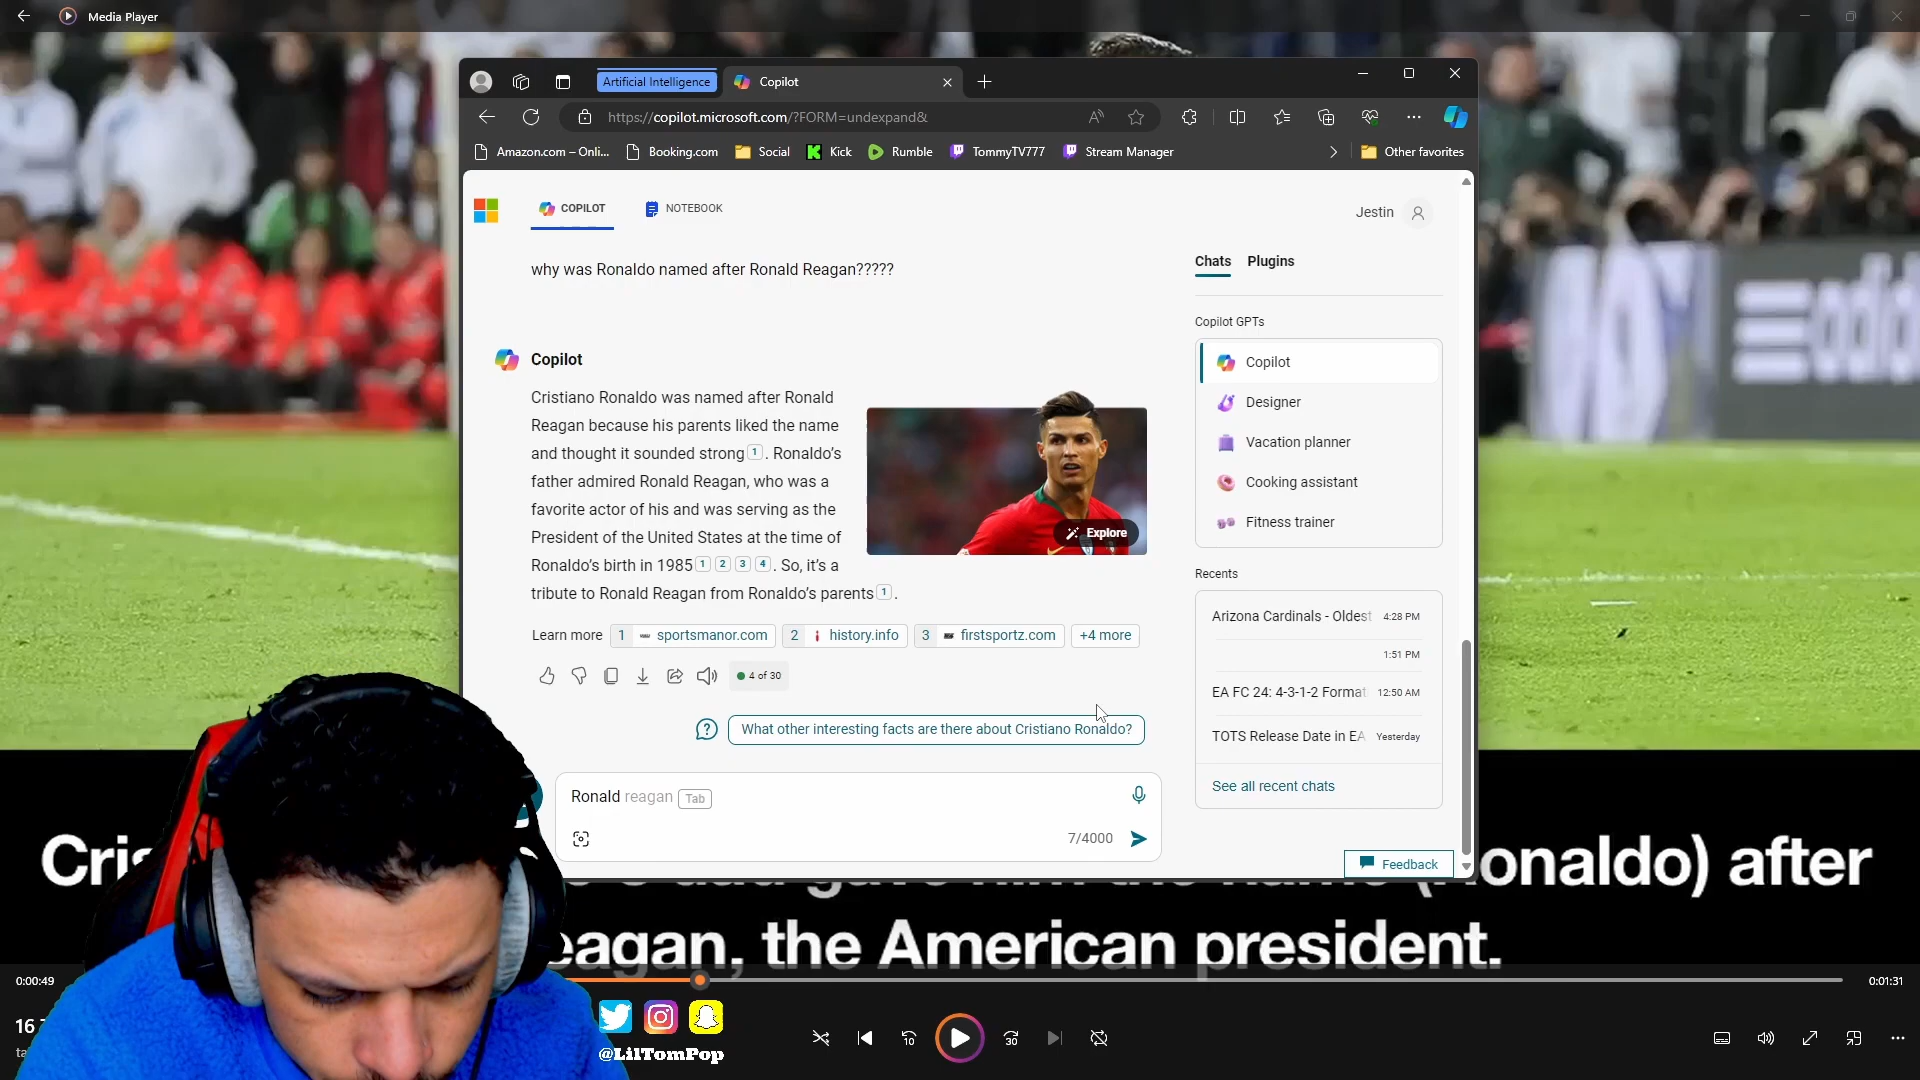 Media Player
Artificial Intelligence
Copilot
https://copilot.microsoft.com/?FORM=undexpand&
Amazon.com – Onli...
Booking.com
Social
Kick
Rumble
TommyTV777
Stream Manager
Other favorites
COPILOT
NOTEBOOK
Jestin
why was Ronaldo named after Ronald Reagan?????
Copilot
Cristiano Ronaldo was named after Ronald
Reagan because his parents liked the name
and thought it sounded strong 1 . Ronaldo's
father admired Ronald Reagan, who was a
favorite actor of his and was serving as the
President of the United States at the time of
Ronaldo's birth in 1985 1 2 3 4 . So, it's a
tribute to Ronald Reagan from Ronaldo's parents 1 .
Explore
Learn more 1 sportsmanor.com 2 history.info 3 firstsportz.com +4 more
4 of 30
What other interesting facts are there about Cristiano Ronaldo?
Ronald reagan Tab
7/4000
Chats Plugins
Copilot GPTs
Copilot
Designer
Vacation planner
Cooking assistant
Fitness trainer
Recents
Arizona Cardinals - Oldest 4:28 PM
1:51 PM
EA FC 24: 4-3-1-2 Format 12:50 AM
TOTS Release Date in EA Yesterday
See all recent chats
Feedback
onaldo) after
eagan, the American president.
0:00:49
0:01:31
16
10
30
@LilTomPop